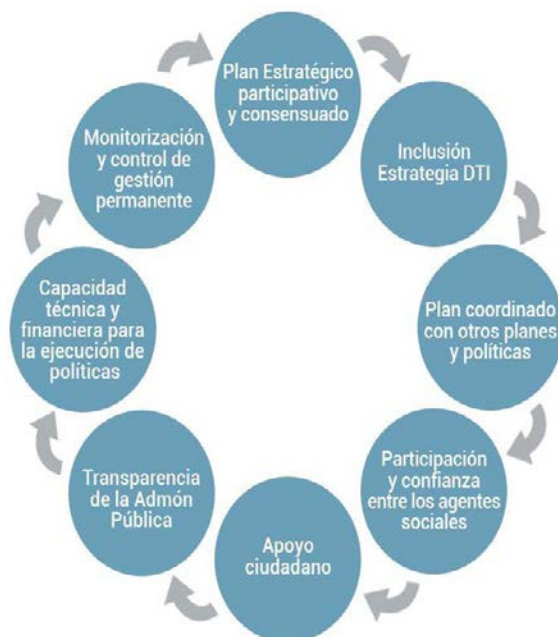 Plan Estratégico
participativo
y consensuado
Inclusión
Estrategia DTI
Plan coordinado
con otros planes
y políticas
Participación
y confianza
entre los agentes
sociales
Apoyo
ciudadano
Transparencia
de la Admón
Pública
Capacidad
técnica y
financiera para
la ejecución de
políticas
Monitorización
y control de
gestión
permanente